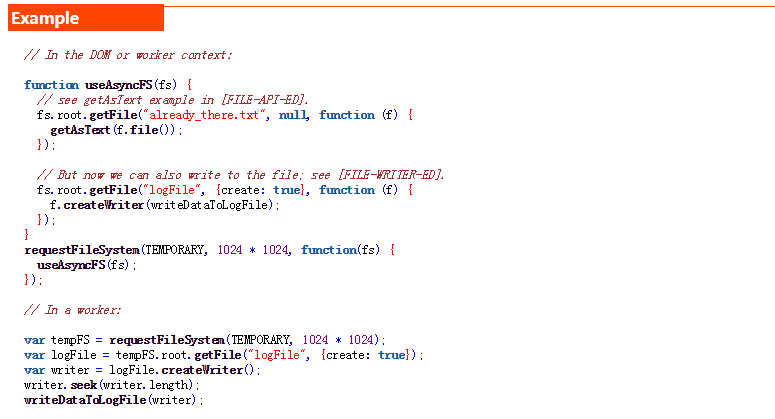 Example
// In the DOM or worker context:
function useAsyncFS(fs) {
// see getAsText example in [FILE-API-ED].
fs.root.getFile("already_there.txt", null, function (f) {
getAsText(f.file());
});
// But now we can also write to the file; see [FILE-WRITER-ED].
fs.root.getFile("logFile", {create: true}, function (f) {
f.createWriter(writeDataToLogFile);
});
}
requestFileSystem(TEMPORARY, 1024 * 1024, function(fs) {
useAsyncFS(fs);
});
// In a worker:
var tempFS = requestFileSystem(TEMPORARY, 1024 * 1024);
var logFile = tempFS.root.getFile("logFile", {create: true});
var writer = logFile.createWriter();
writer.seek(writer.length);
writeDataToLogFile(writer);